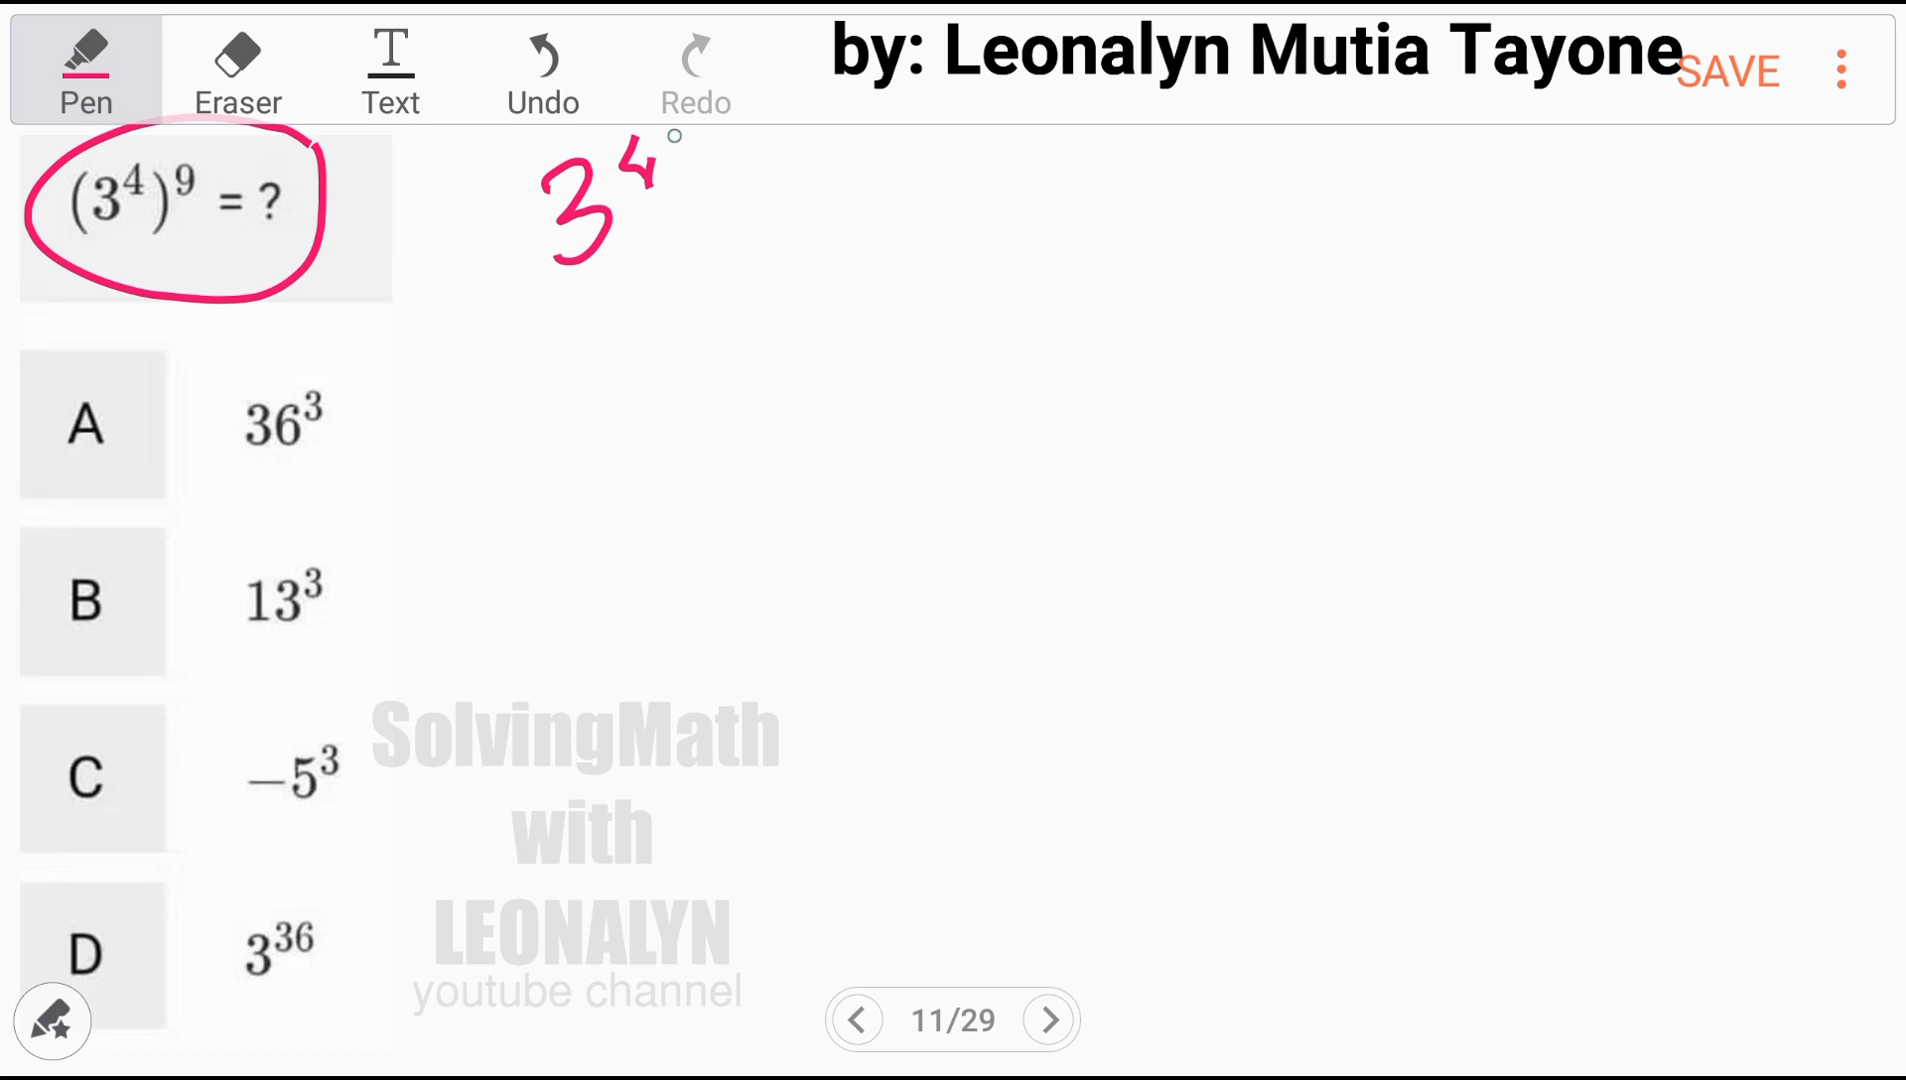 by: Leonalyn Mutia Tayone
Pen Eraser Text Undo Redo SAVE
(3⁴)⁹ = ?
3⁴
A 36³
B 13³
C −5³
D 3³⁶
SolvingMath
with
LEONALYN
youtube channel
11/29